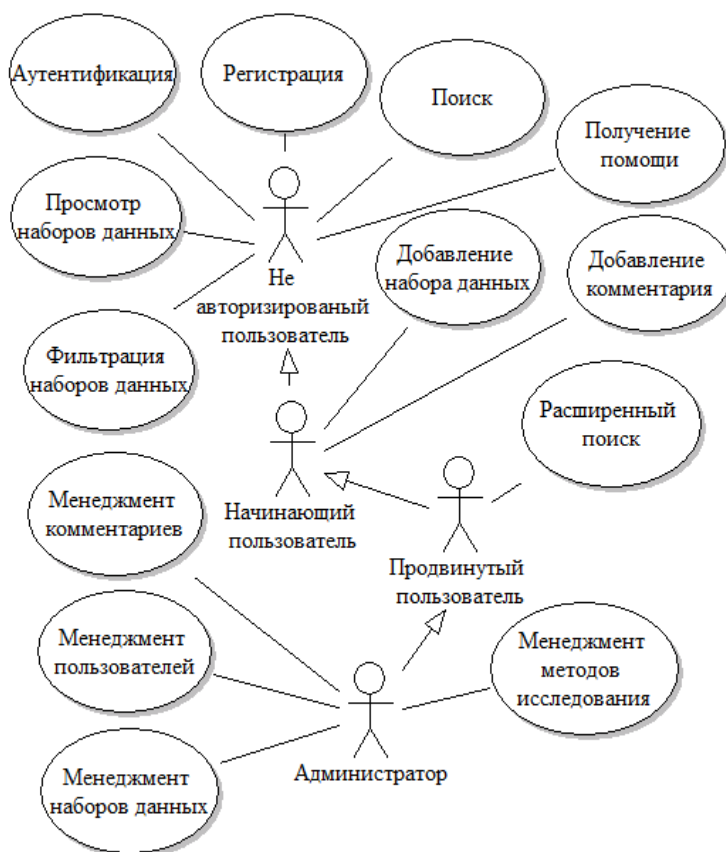 Аутентификация
Регистрация
Поиск
Получение
помощи
Просмотр
наборов данных
Не
авторизированый
пользователь
Добавление
набора данных
Добавление
комментария
Фильтрация
наборов данных
Начинающий
пользователь
Расширенный
поиск
Менеджмент
комментариев
Продвинутый
пользователь
Менеджмент
пользователей
Менеджмент
методов
исследования
Администратор
Менеджмент
наборов данных